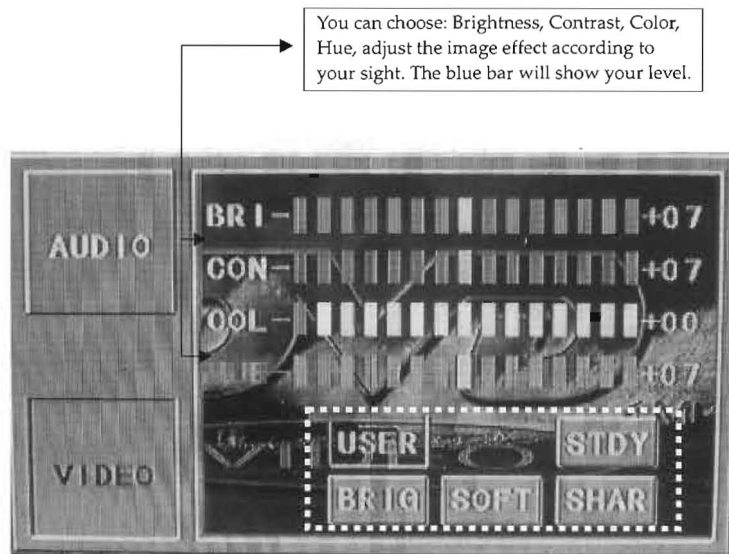 You can choose: Brightness, Contrast, Color,
Hue, adjust the image effect according to
your sight. The blue bar will show your level.
AUDIO
BRI- +07
CON- +07
COL- +00
+07
VIDEO
USER STDY
BRIG SOFT SHAR